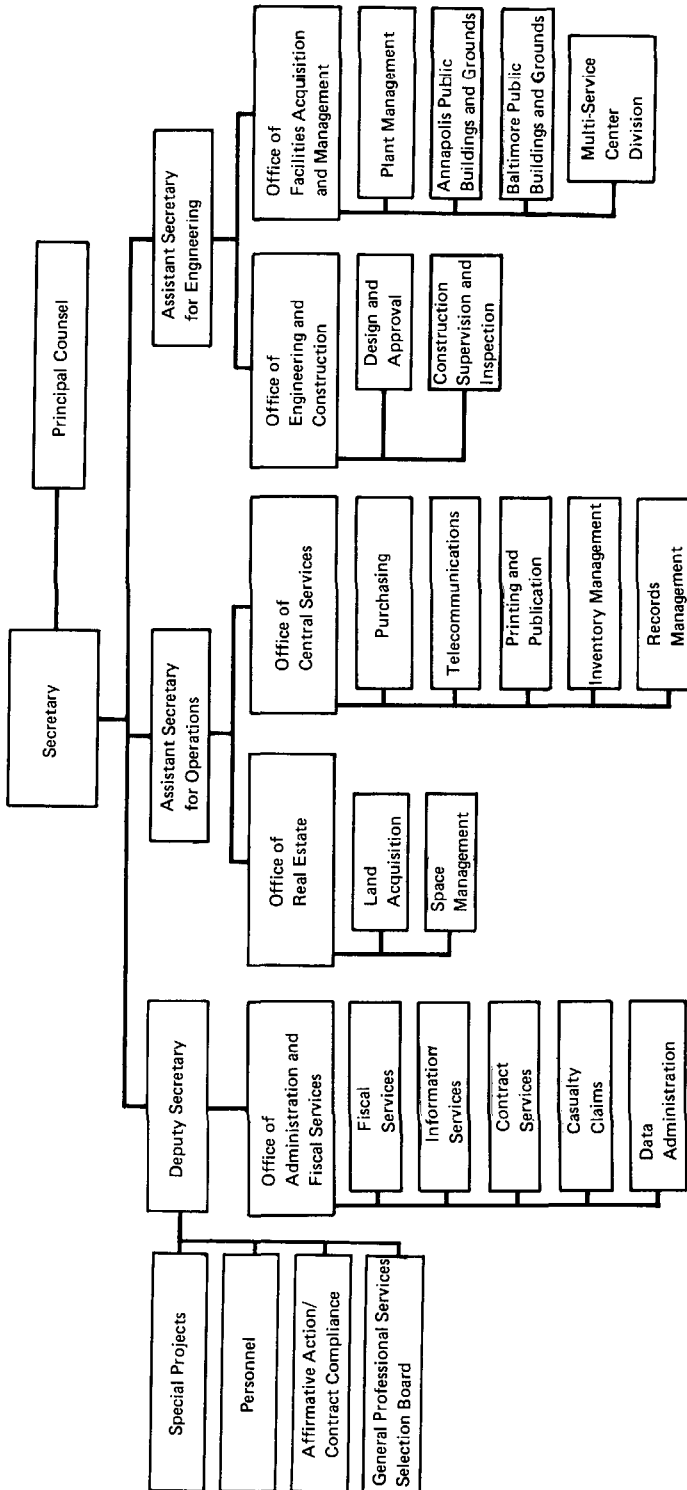 Secretary
Principal Counsel
Deputy Secretary
Assistant Secretary
for Operations
Assistant Secretary
for Engineering
Special Projects
Personnel
Affirmative Action/
Contract Compliance
General Professional Services
Selection Board
Office of
Administration and
Fiscal Services
Fiscal
Services
Information
Services
Contract
Services
Casualty
Claims
Data
Administration
Office of
Real Estate
Land
Acquisition
Space
Management
Office of
Central Services
Purchasing
Telecommunications
Printing and
Publication
Inventory Management
Records
Management
Office of
Engineering and
Construction
Design and
Approval
Construction
Supervision and
Inspection
Office of
Facilities Acquisition
and Management
Plant Management
Annapolis Public
Buildings and Grounds
Baltimore Public
Buildings and Grounds
Multi-Service
Center
Division